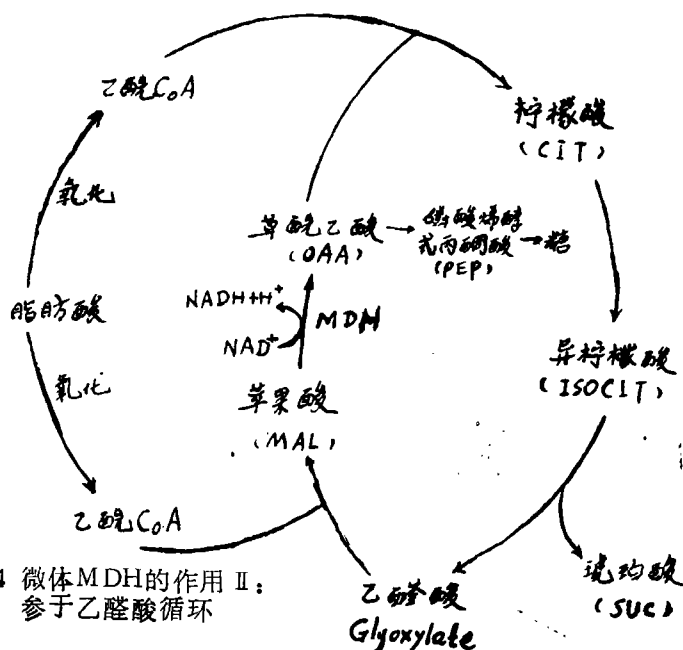 乙酰CoA
柠檬酸
(CIT)
氧化
草酰乙酸
(OAA)
磷酸烯醇
式丙酮酸
(PEP)
糖
NADH+H⁺
MDH
NAD⁺
脂肪酸
异柠檬酸
(ISOCIT)
氧化
苹果酸
(MAL)
乙酰CoA
乙醛酸
Glyoxylate
琥珀酸
(SUC)
4 微体MDH的作用 Ⅱ:
参于乙醛酸循环